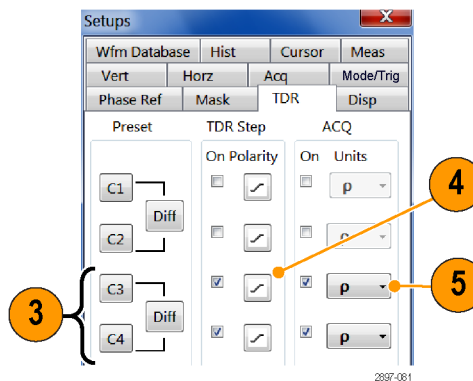 Setups
X
Wfm Database Hist Cursor Meas
Vert Horz Acq Mode/Trig
Phase Ref Mask TDR Disp
Preset TDR Step ACQ
On Polarity On Units
C1 ρ
Diff
C2 ρ
4
C3 ρ
5
3
Diff
C4 ρ
2897-081